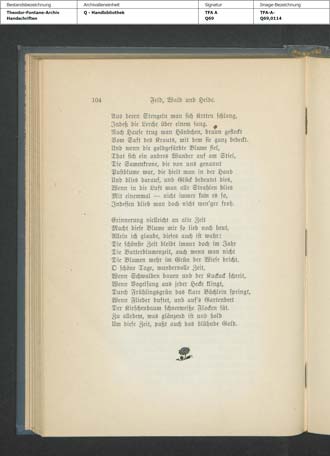 Bestandsbezeichnung
Archivalieneinheit
Signatur
Image-Bezeichnung
Theodor-Fontane-Archiv
Handschriften
Q - Handbibliothek
TFA A
Q69
TFA-A-
Q69,0114
104
Feld, Wald und Heide.
Aus deren Stengeln man sich Ketten schlang,
Indeß die Lerche über einem sang.
Nach Hause trug man Händchen, braun gefleckt
Vom Saft des Krauts, mit dem sie ganz bedeckt.
Und wenn die goldgefärbte Blume fiel,
That sich ein andres Wunder auf am Stiel,
Die Samenkrone, die von uns genannt
Pustblume war, die hielt man in der Hand
Und blies darauf, und Glück bedeutet dies,
Wenn in die Luft man alle Strahlen blies
Mit einemmal — nicht immer kam es so,
Indessen blies man doch nicht wen'ger froh.
Erinnerung vielleicht an alte Zeit
Macht diese Blume mir so lieb noch heut,
Allein ich glaube, dieses auch ist wahr:
Die schönste Zeit bleibt immer doch im Jahr
Die Butterblumenzeit, auch wenn man nicht
Die Blumen mehr im Grün der Wiese bricht.
O schöne Tage, wundervolle Zeit,
Wenn Schwalben bauen und der Kuckuck schreit,
Wenn Vogelsang aus jeder Hecke klingt,
Durch Frühlingsgrün das klare Bächlein springt,
Wenn Flieder duftet, und auf's Gartenbeet
Der Kirschenbaum schneeweiße Flocken sät.
Zu alledem, was glänzend ist und hold
Um diese Zeit, paßt auch das blühnde Gold.